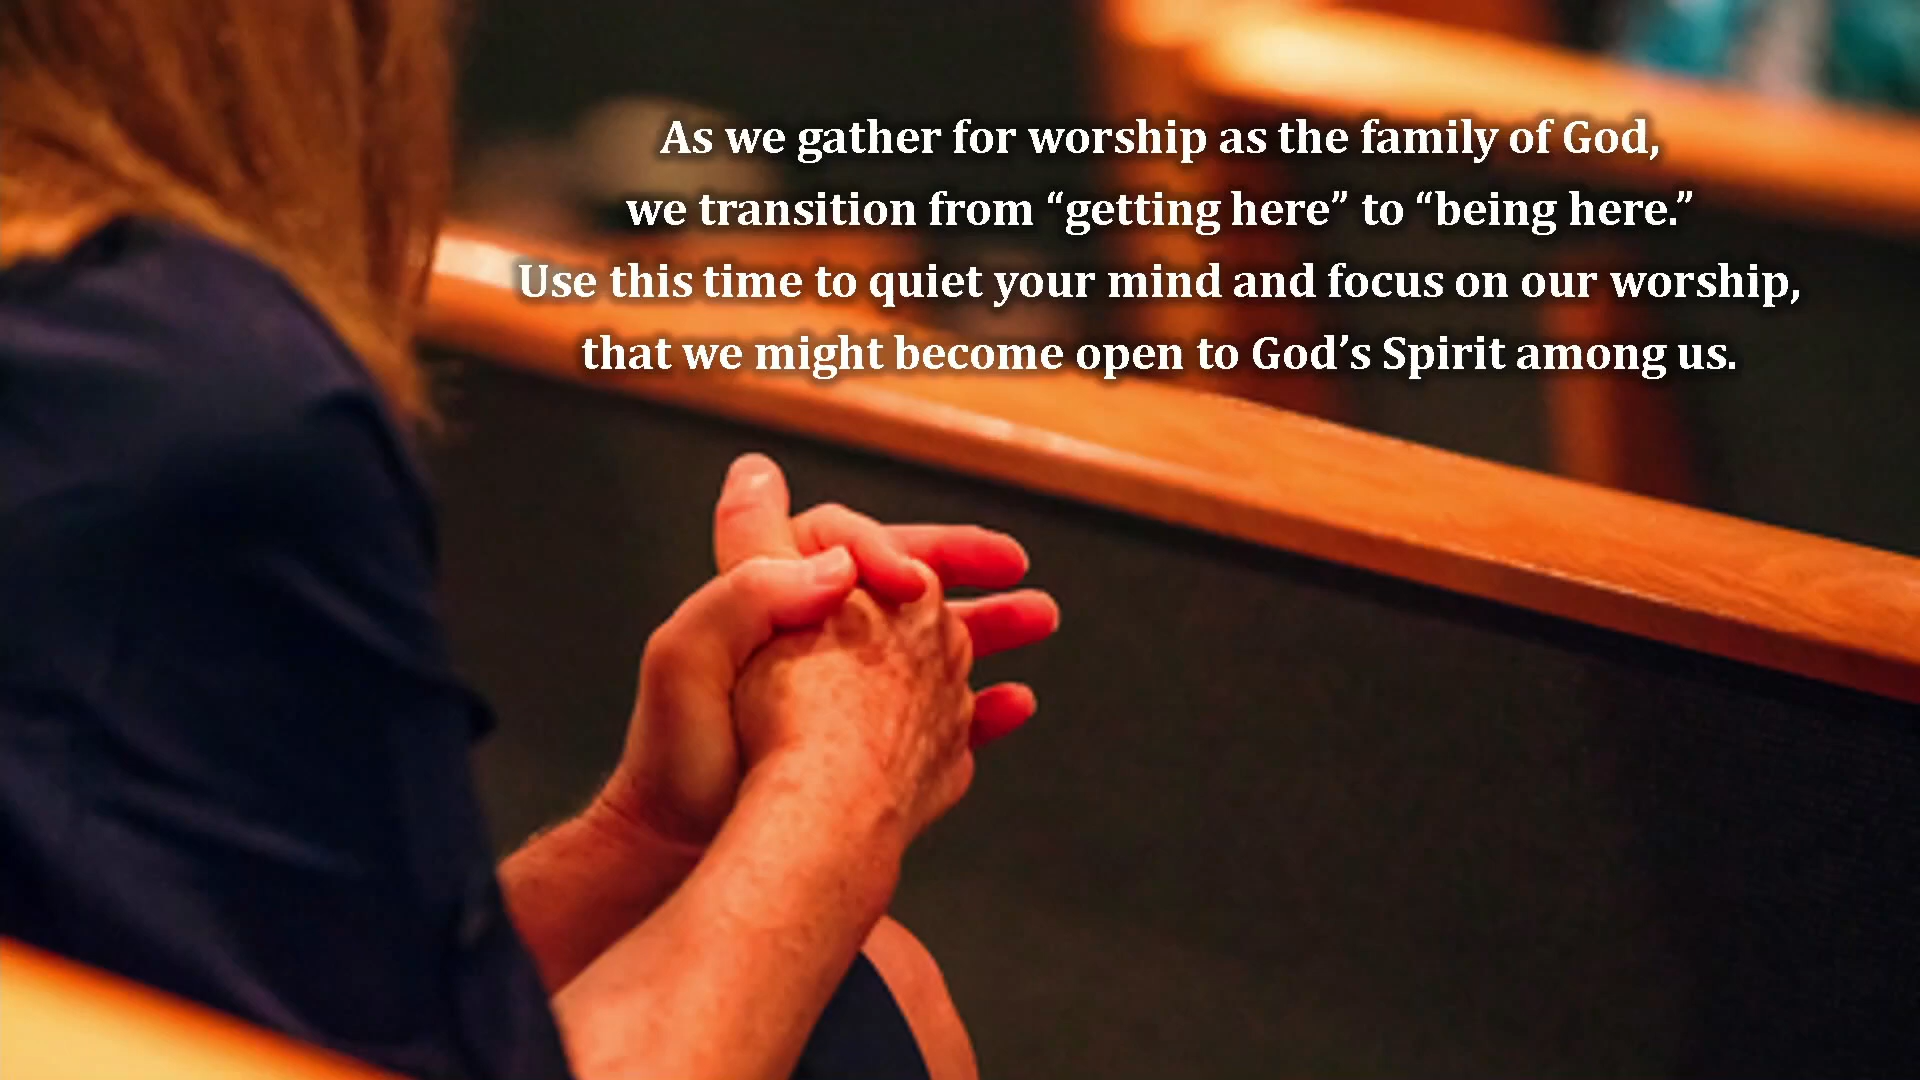 As we gather for worship as the family of God,
we transition from “getting here” to “being here.”
Use this time to quiet your mind and focus on our worship,
that we might become open to God’s Spirit among us.